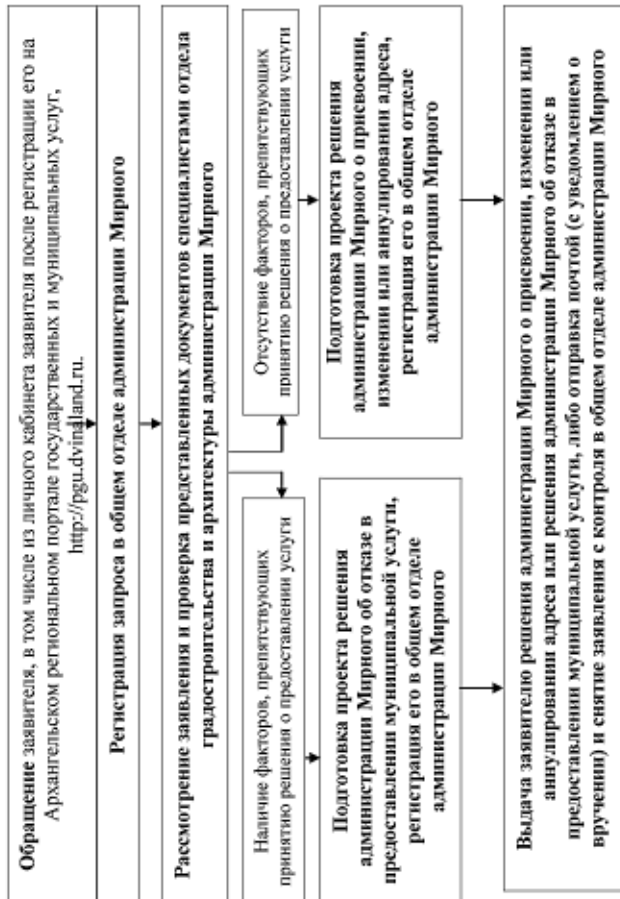 Обращение заявителя, в том числе из личного кабинета заявителя после регистрации его на
Архангельском региональном портале государственных и муниципальных услуг,
http://pgu.dvinaland.ru.
Регистрация запроса в общем отделе администрации Мирного
Рассмотрение заявления и проверка представленных документов специалистами отдела
градостроительства и архитектуры администрации Мирного
Наличие факторов, препятствующих
принятию решения о предоставлении услуги
Отсутствие факторов, препятствующих
принятию решения о предоставлении услуги
Подготовка проекта решения
администрации Мирного об отказе в
предоставлении муниципальной услуги,
регистрация его в общем отделе
администрации Мирного
Подготовка проекта решения
администрации Мирного о присвоении,
изменении или аннулировании адреса,
регистрация его в общем отделе
администрации Мирного
Выдача заявителю решения администрации Мирного о присвоении, изменении или
аннулировании адреса или решения администрации Мирного об отказе в
предоставлении муниципальной услуги, либо отправка почтой (с уведомлением о
вручении) и снятие заявления с контроля в общем отделе администрации Мирного